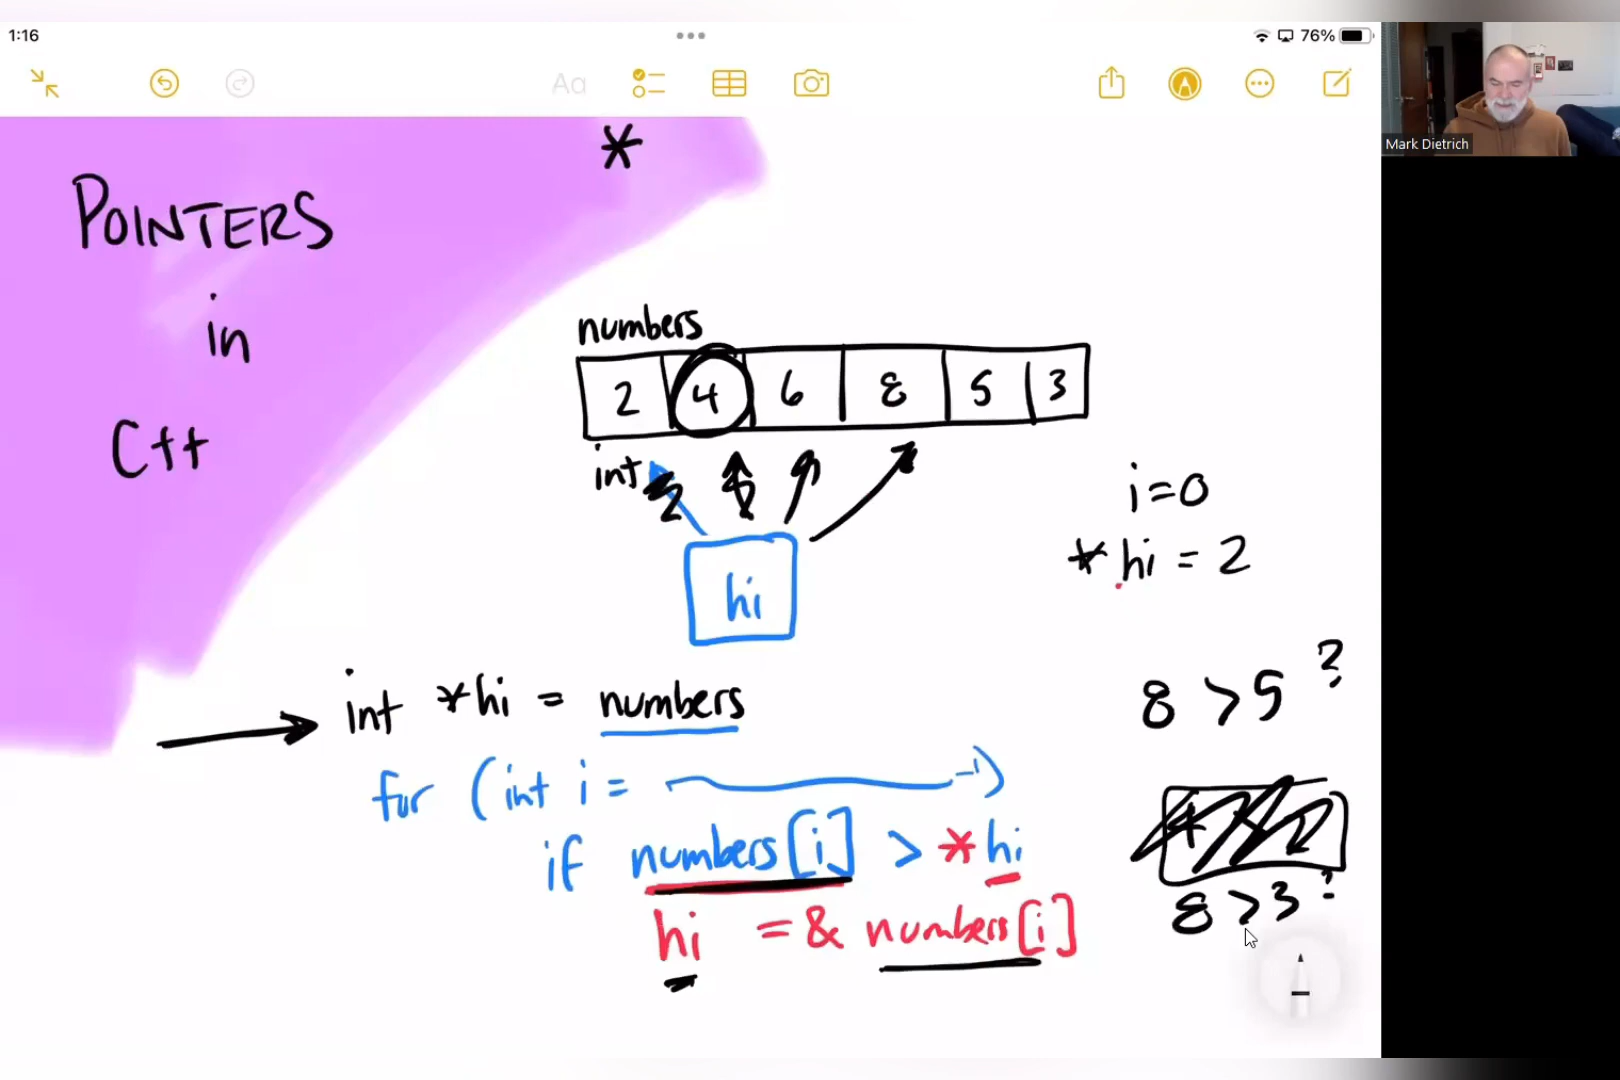 1:16
76%
Aa
Mark Dietrich
*
POINTERS
in
C++
numbers
2 4 6 8 5 3
int
hi
i=0
*hi = 2
int *hi = numbers
8 > 5 ?
for (int i = -1)
if numbers[i] > *hi
8 > 3 ?
hi = & numbers[i]